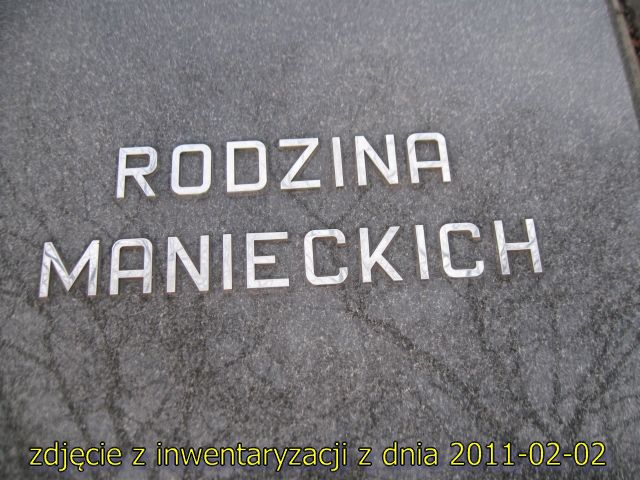 RODZINA
MANIECKICH
zdjęcie z inwentaryzacji z dnia 2011-02-02